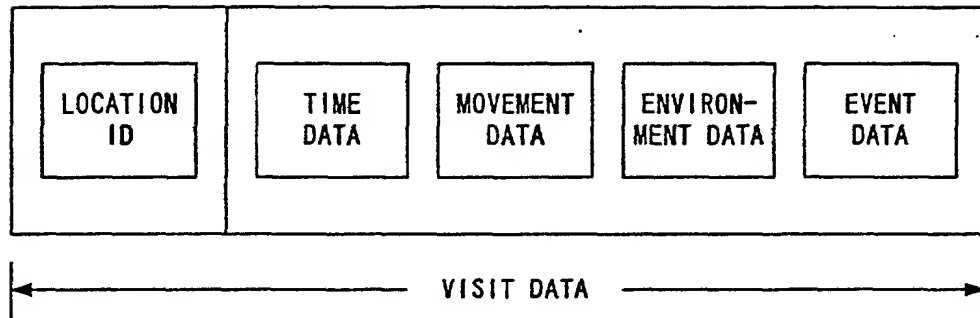 LOCATION
ID
TIME
DATA
MOVEMENT
DATA
ENVIRON-
MENT DATA
EVENT
DATA
VISIT DATA